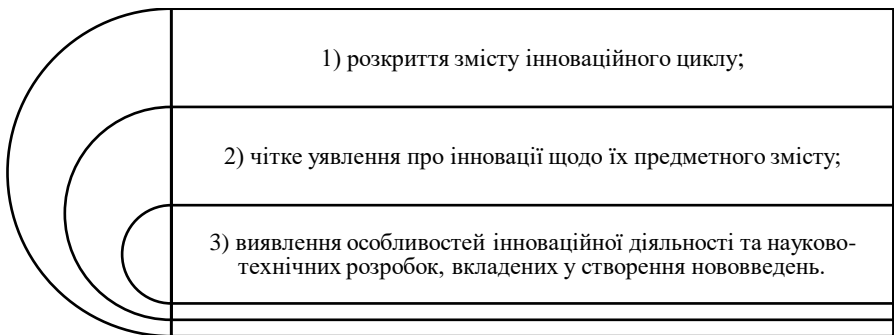 1) розкриття змісту інноваційного циклу;
2) чітке уявлення про інновації щодо їх предметного змісту;
3) виявлення особливостей інноваційної діяльності та науково-
технічних розробок, вкладених у створення нововведень.